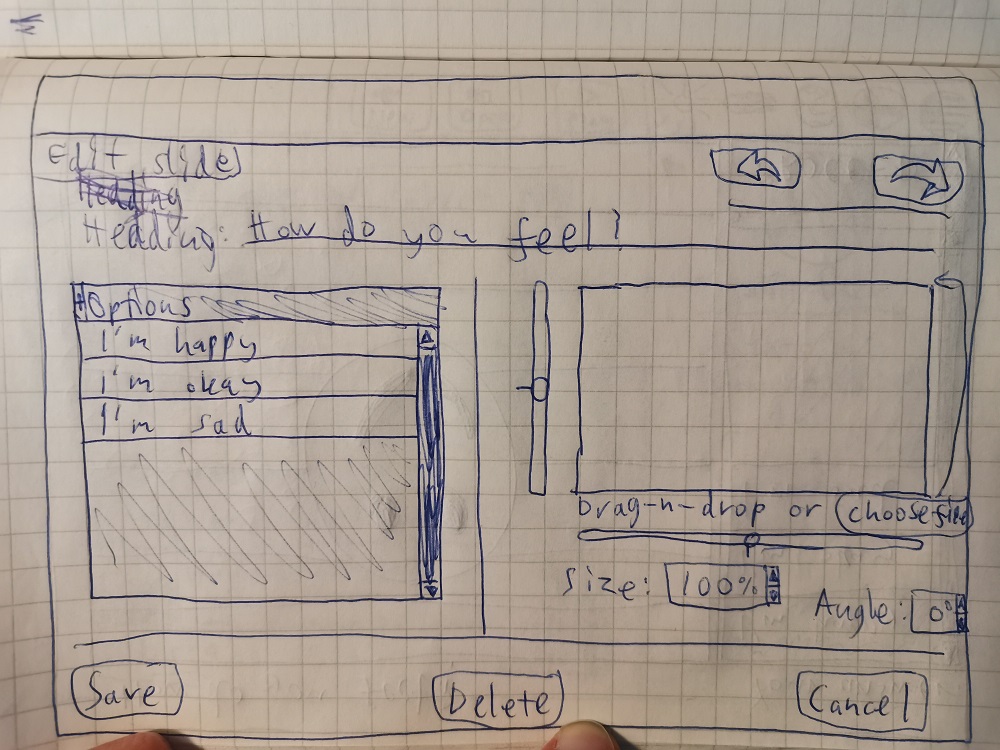 Edit slide
Heading
Heading: How do you feel?
Options
I'm happy
I'm okay
I'm sad
Drag-n-drop or choose file
Size: 100%
Angle: 0°
Save Delete Cancel